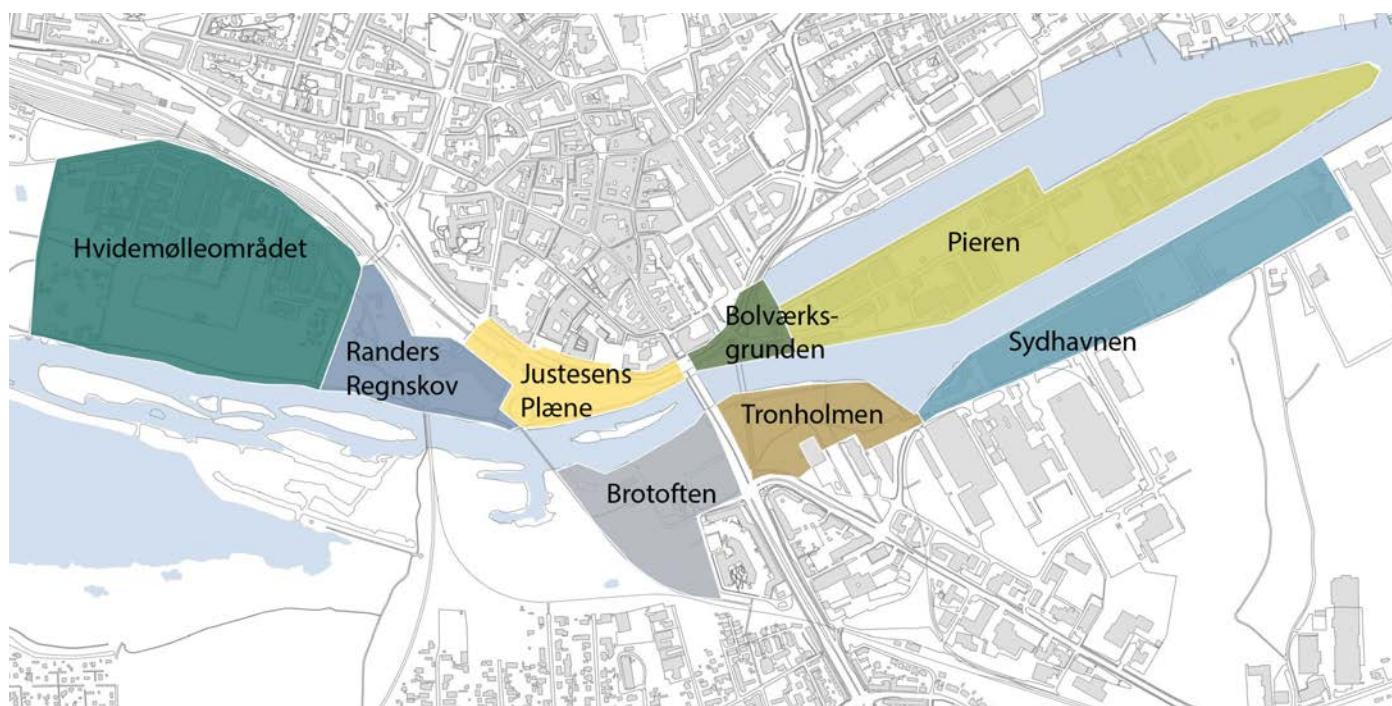 Hvidemølleområdet
Randers
Regnskov
Justesens
Plæne
Bolværks-
grunden
Pieren
Sydhavnen
Tronholmen
Brotoften